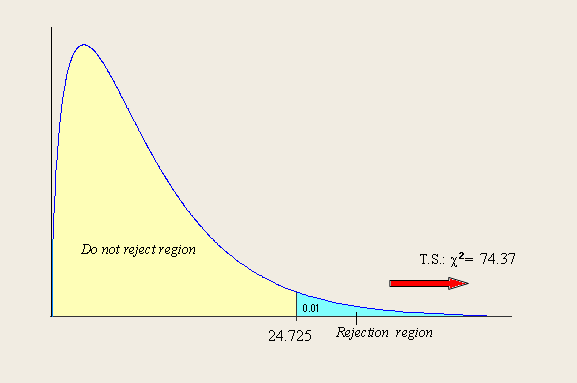 Do not reject region
T.S.: χ²= 74.37
0.01
24.725
Rejection region